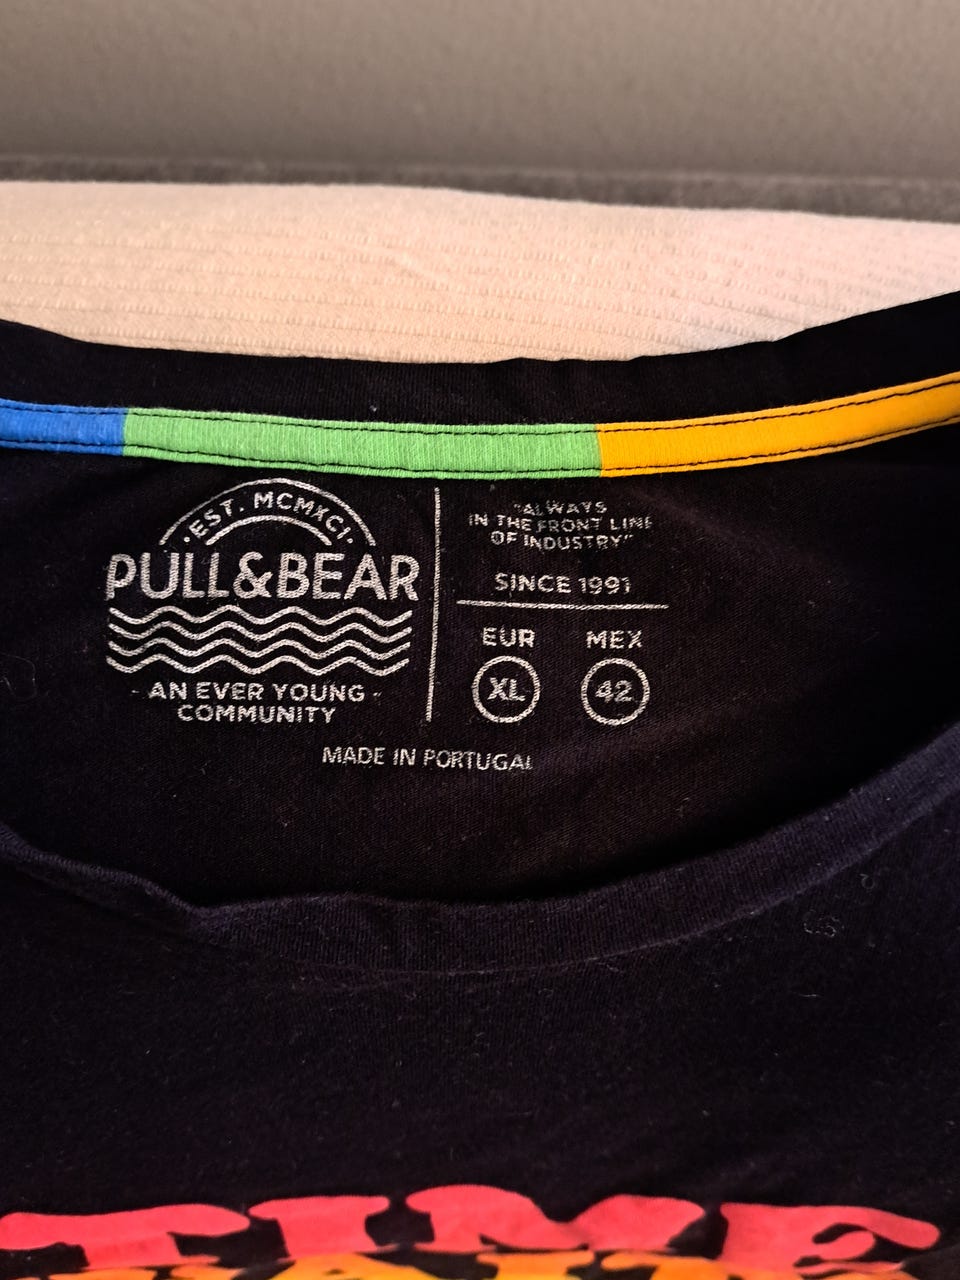 ·EST. MCMXCI·
PULL&BEAR
- AN EVER YOUNG -
COMMUNITY
"ALWAYS
IN THE FRONT LINE
OF INDUSTRY"
SINCE 1991
EUR MEX
XL 42
MADE IN PORTUGAL
TIME